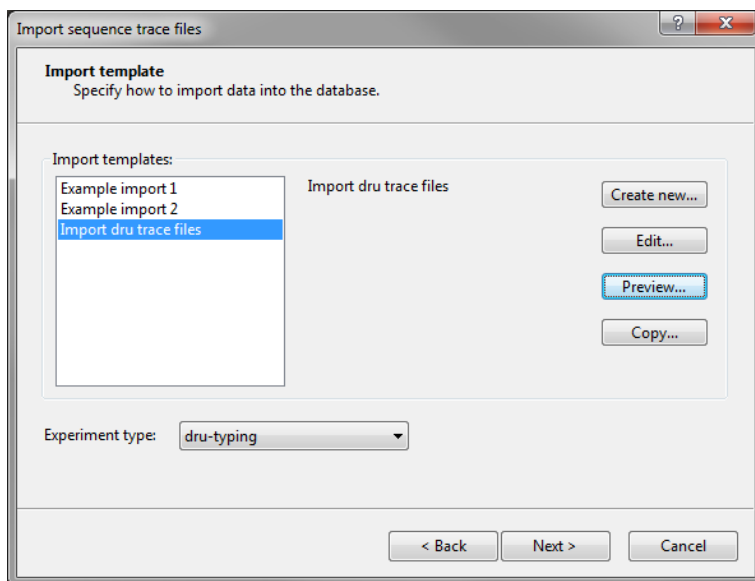 Import sequence trace files
?
X
Import template
Specify how to import data into the database.
Import templates:
Example import 1
Example import 2
Import dru trace files
Import dru trace files
Create new...
Edit...
Preview...
Copy...
Experiment type:
dru-typing
< Back
Next >
Cancel